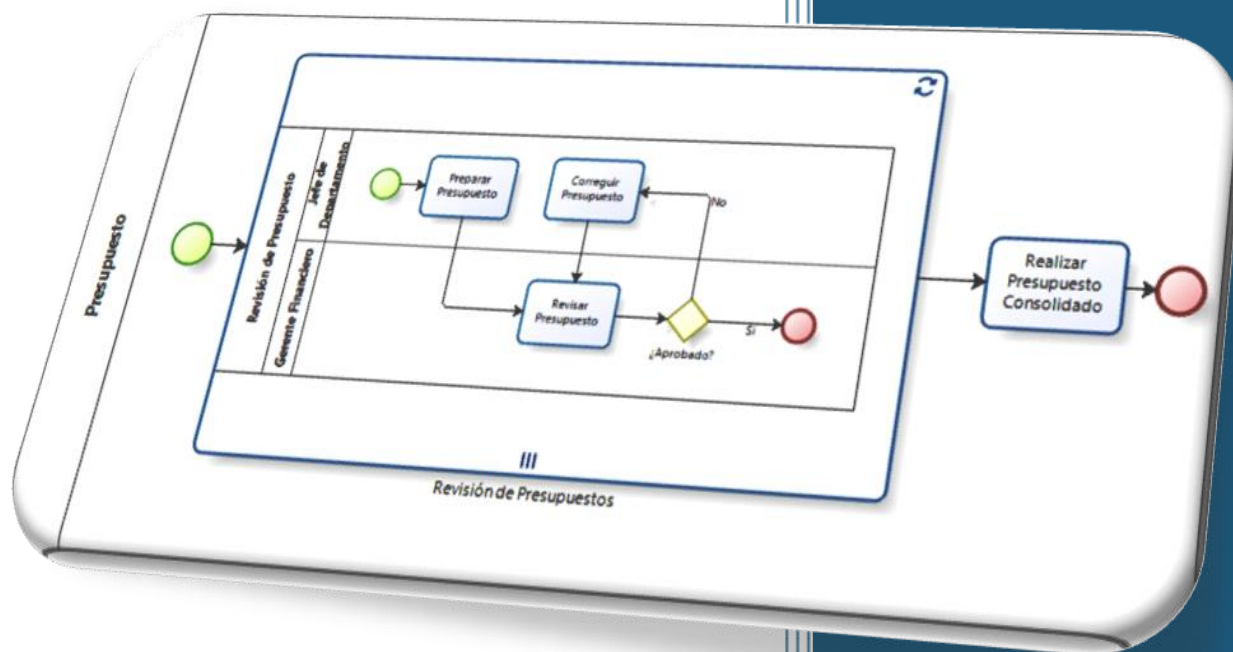 Presupuesto
Revisión de Presupuesto
Jefe de
Departamento
Gerente Financiero
Preparar
Presupuesto
Correguir
Presupuesto
No
Revisar
Presupuesto
¿Aprobado?
Si
Revisión de Presupuestos
Realizar
Presupuesto
Consolidado